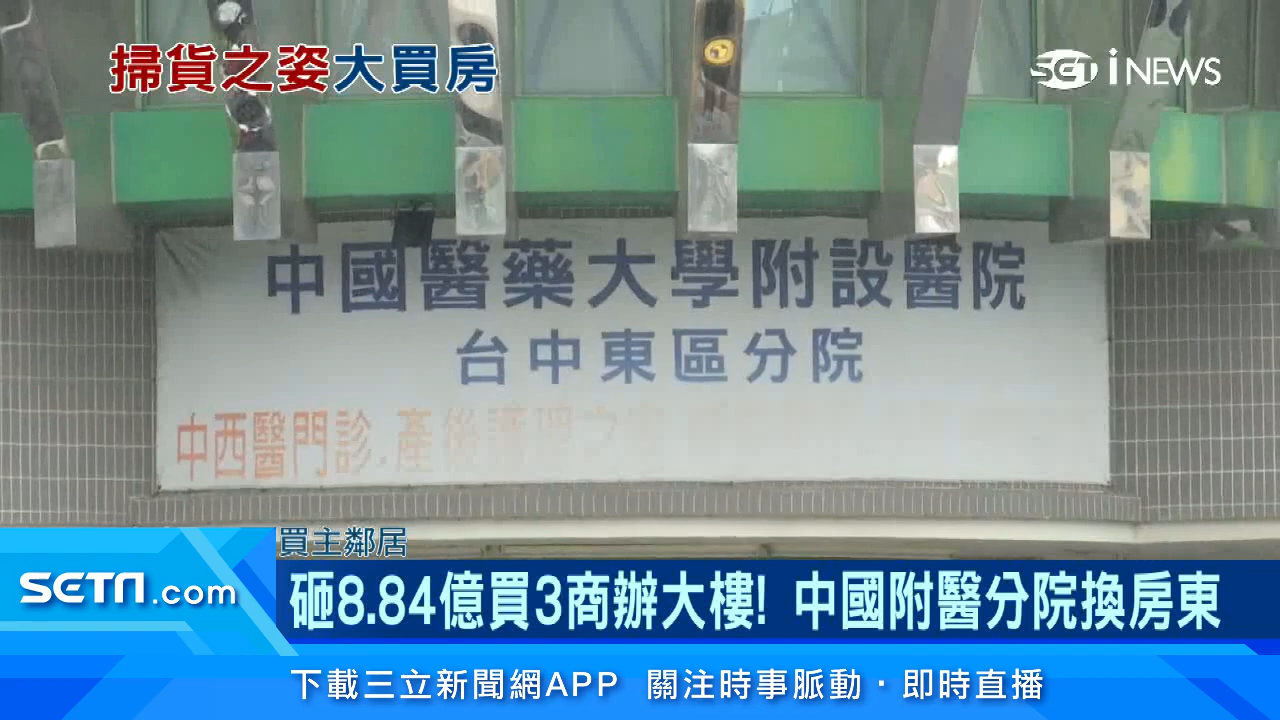 掃貨之姿大買房
SETI iNEWS
中國醫藥大學附設醫院
台中東區分院
中西醫門診.產後護理之
買主鄰居
SETN.com
砸8.84億買3商辦大樓! 中國附醫分院換房東
下載三立新聞網APP 關注時事脈動·即時直播